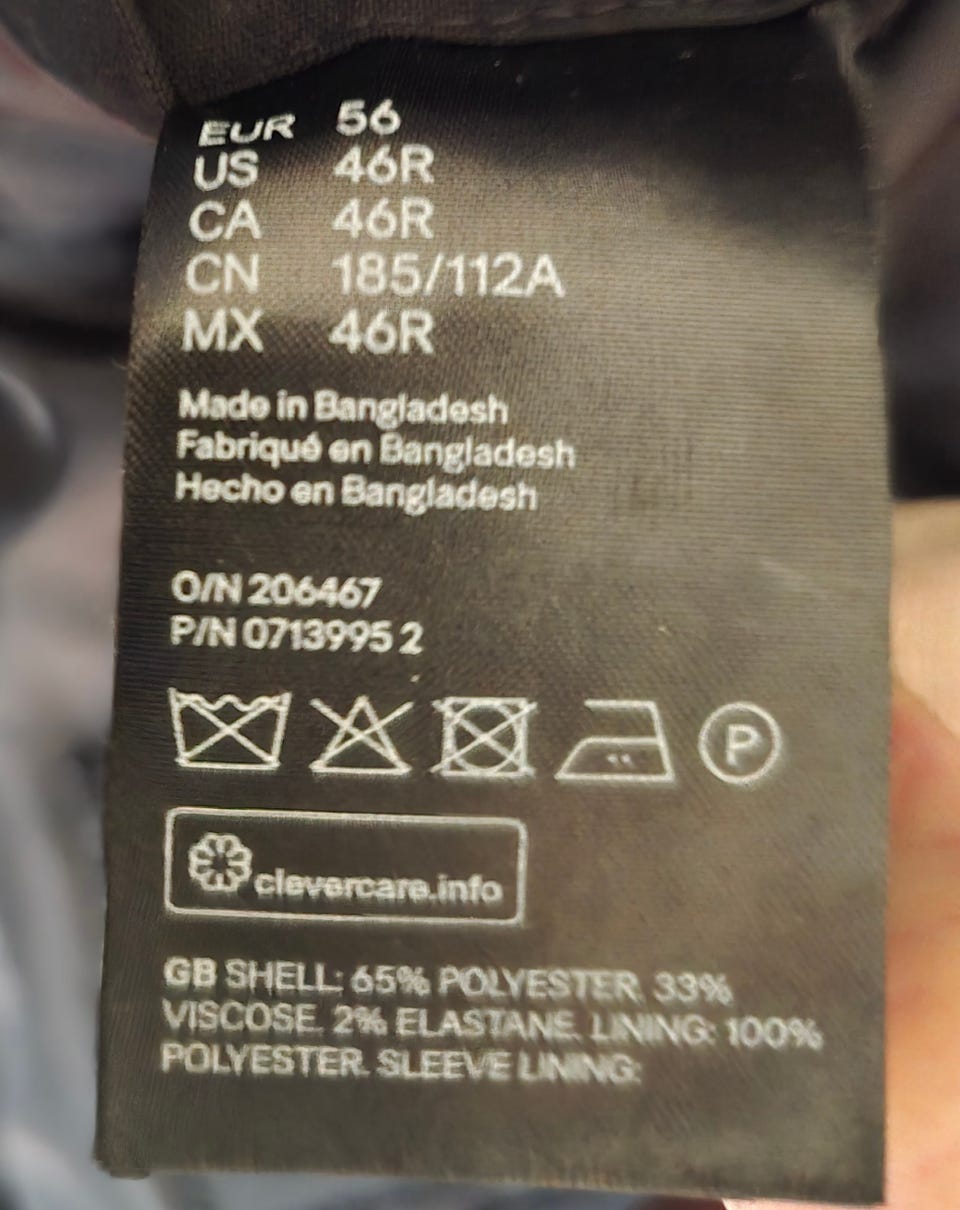 EUR 56
US 46R
CA 46R
CN 185/112A
MX 46R
Made in Bangladesh
Fabriqué en Bangladesh
Hecho en Bangladesh
O/N 206467
P/N 0713995 2
P
clevercare.info
GB SHELL: 65% POLYESTER. 33%
VISCOSE. 2% ELASTANE. LINING: 100%
POLYESTER. SLEEVE LINING: